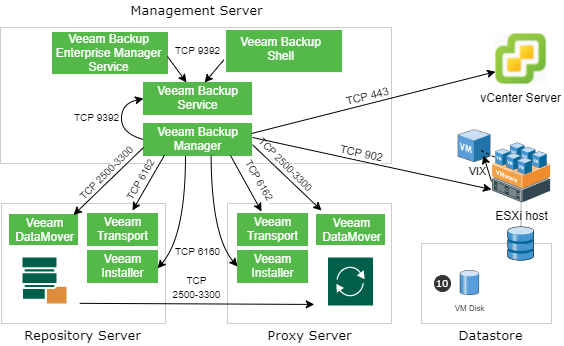 Management Server
Veeam Backup
Enterprise Manager
Service
TCP 9392
Veeam Backup
Shell
Veeam Backup
Service
TCP 9392
Veeam Backup
Manager
TCP 443
vCenter Server
TCP 902
VM
VIX
VM
VM
VM
VMware
ESXi host
TCP 2500-3300
TCP 6162
TCP 6162
TCP 2500-3300
Veeam
DataMover
Veeam
Transport
Veeam
Installer
TCP 6160
Veeam
Transport
Veeam
DataMover
Veeam
Installer
TCP
2500-3300
10
VM Disk
Repository Server
Proxy Server
Datastore